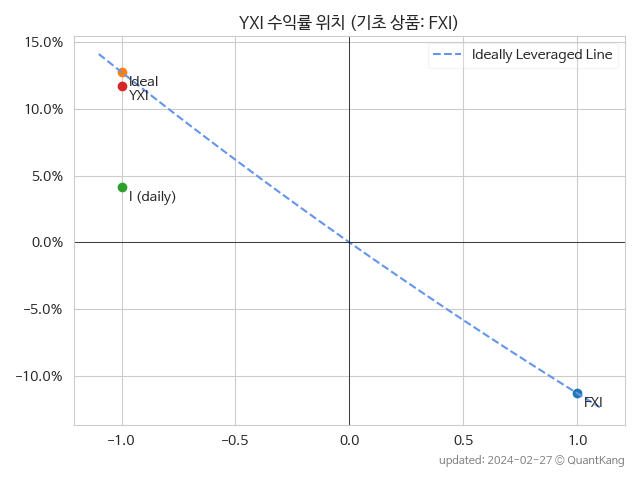 YXI 수익률 위치 (기초 상품: FXI)
15.0%
10.0%
5.0%
0.0%
−5.0%
−10.0%
Ideally Leveraged Line
Ideal
YXI
I (daily)
FXI
−1.0
−0.5
0.0
0.5
1.0
updated: 2024-02-27 © QuantKang